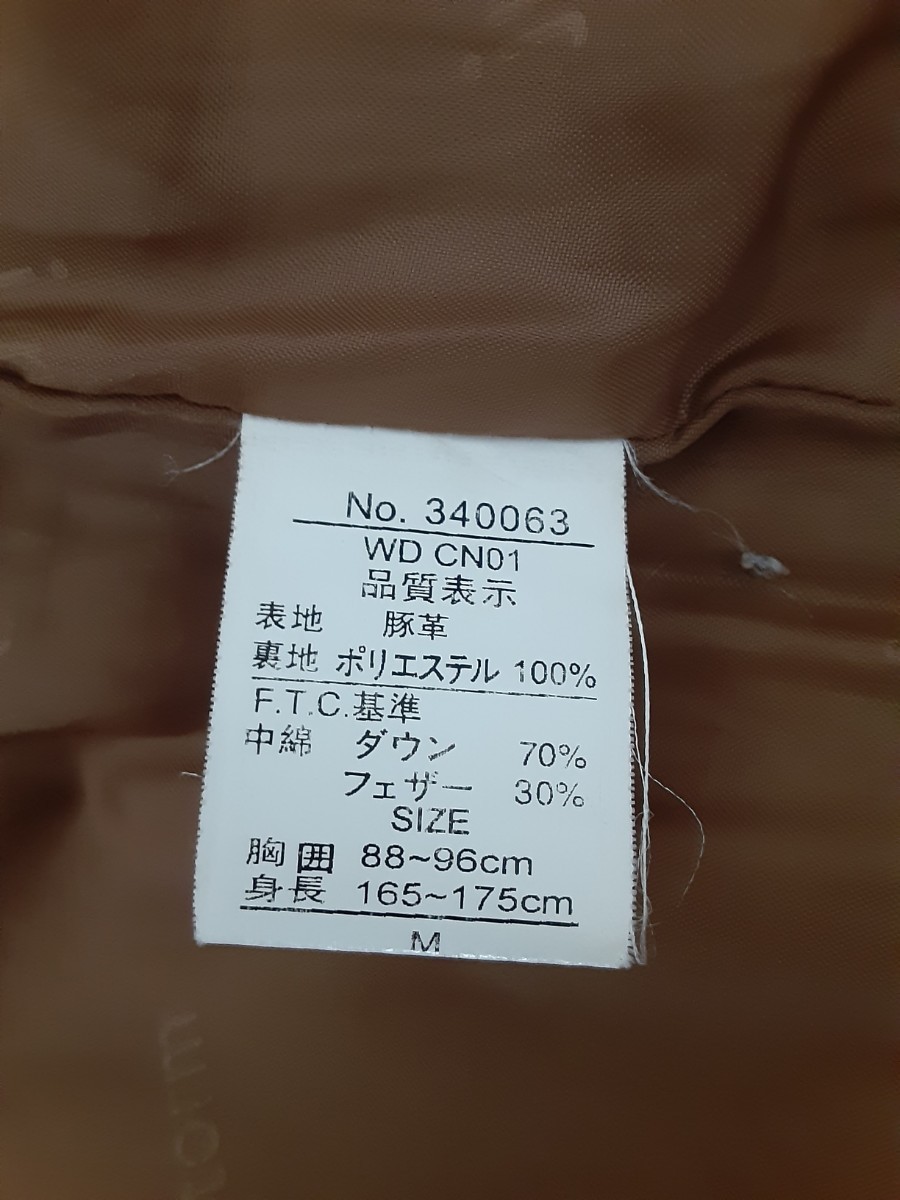 No. 340063
WD CN01
品質表示
表地 豚革
裏地 ポリエステル 100%
F.T.C.基準
中綿 ダウン 70%
フェザー 30%
SIZE
胸囲 88~96cm
身長 165~175cm
M